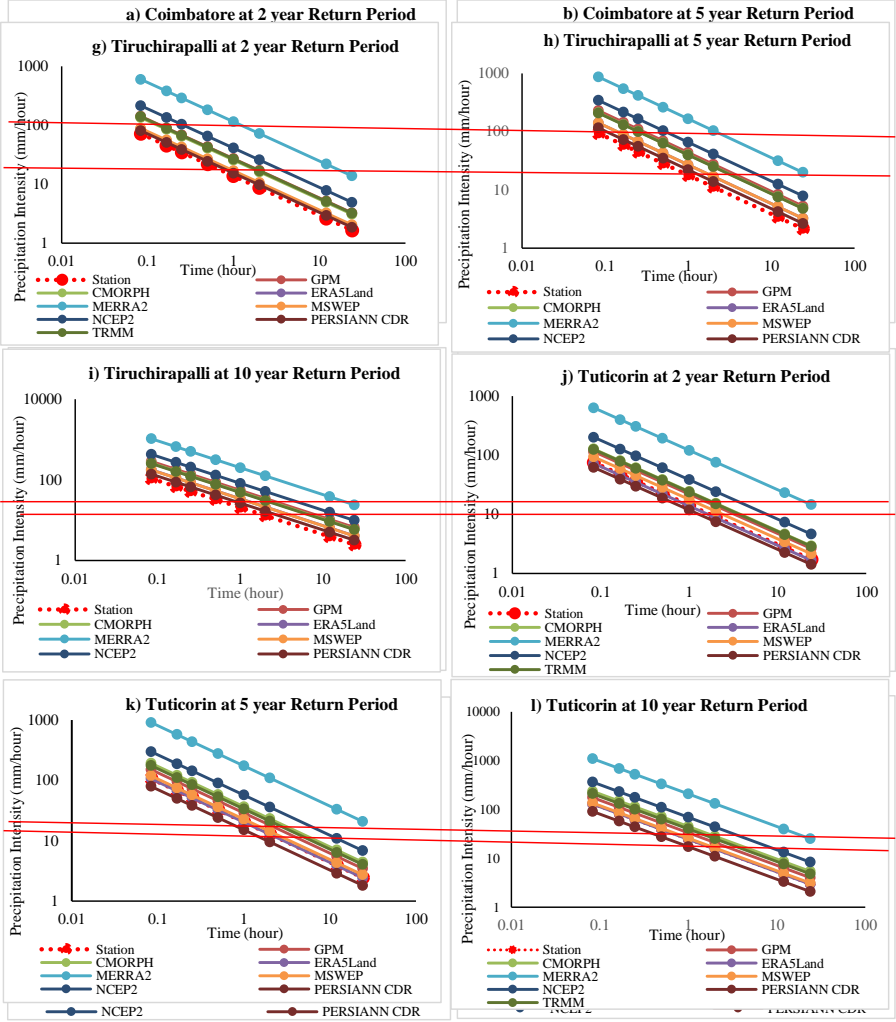 a) Coimbatore at 2 year Return Period
b) Coimbatore at 5 year Return Period
g) Tiruchirapalli at 2 year Return Period
Precipitation Intensity (mm/hour)
1000
100
10
1
0.1
1
10
100
Time (hour)
Station
GPM
CMORPH
ERA5Land
MERRA2
MSWEP
NCEP2
PERSIANN CDR
TRMM
h) Tiruchirapalli at 5 year Return Period
Precipitation Intensity (mm/hour)
1000
100
10
1
0.01
0.1
1
10
100
Time (hour)
Station
GPM
CMORPH
ERA5Land
MERRA2
MSWEP
NCEP2
PERSIANN CDR
i) Tiruchirapalli at 10 year Return Period
Precipitation Intensity (mm/hour)
10000
100
1
0.01
0.1
1
10
100
Time (hour)
Station
GPM
CMORPH
ERA5Land
MERRA2
MSWEP
NCEP2
PERSIANN CDR
j) Tuticorin at 2 year Return Period
Precipitation Intensity (mm/hour)
1000
100
10
1
0.01
0.1
1
10
100
Time (hour)
Station
GPM
CMORPH
ERA5Land
MERRA2
MSWEP
NCEP2
PERSIANN CDR
TRMM
k) Tuticorin at 5 year Return Period
Precipitation Intensity (mm/hour)
1000
100
10
1
0.01
0.1
1
10
100
Time (hour)
Station
GPM
CMORPH
ERA5Land
MERRA2
MSWEP
NCEP2
PERSIANN CDR
NCEP2
PERSIANN CDR
l) Tuticorin at 10 year Return Period
Precipitation Intensity (mm/hour)
10000
1000
100
10
1
0.01
0.1
1
10
100
Time (hour)
Station
GPM
CMORPH
ERA5Land
MERRA2
MSWEP
NCEP2
PERSIANN CDR
TRMM
NCEP2
PERSIANN CDR